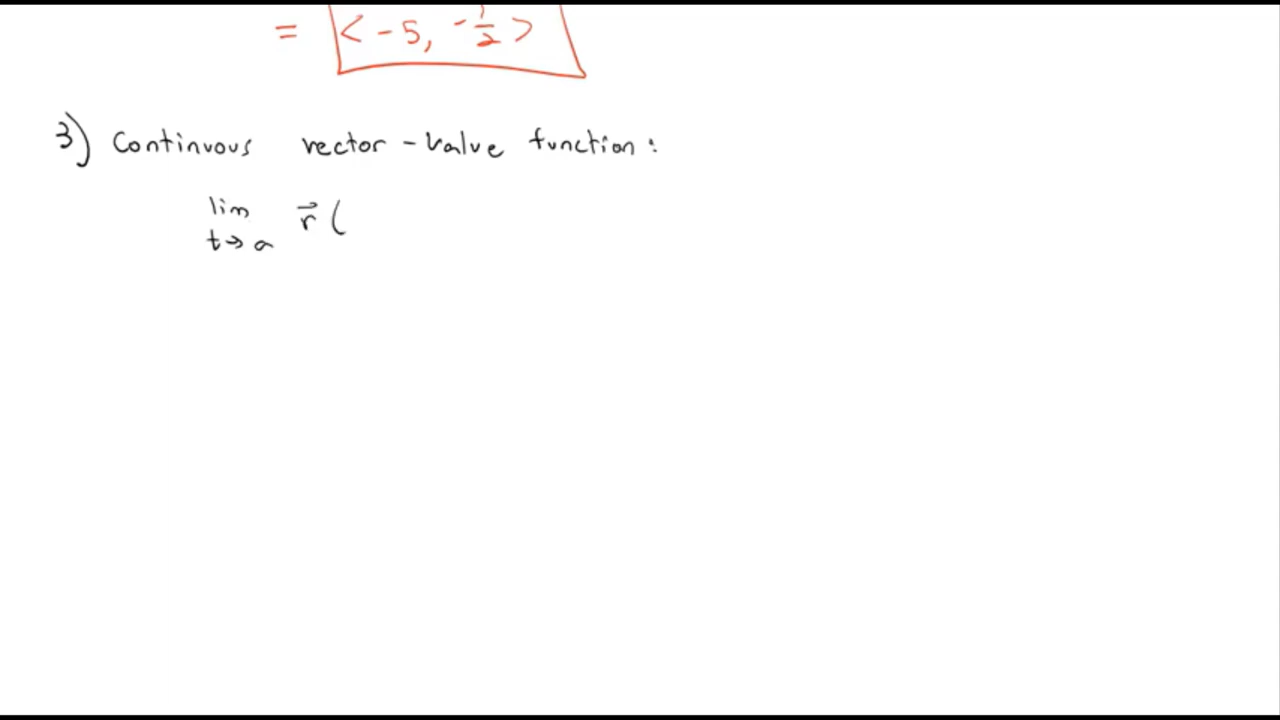 = < -5, -1/2 >
3) Continuous vector-value function:
lim r⃗ (
t→a